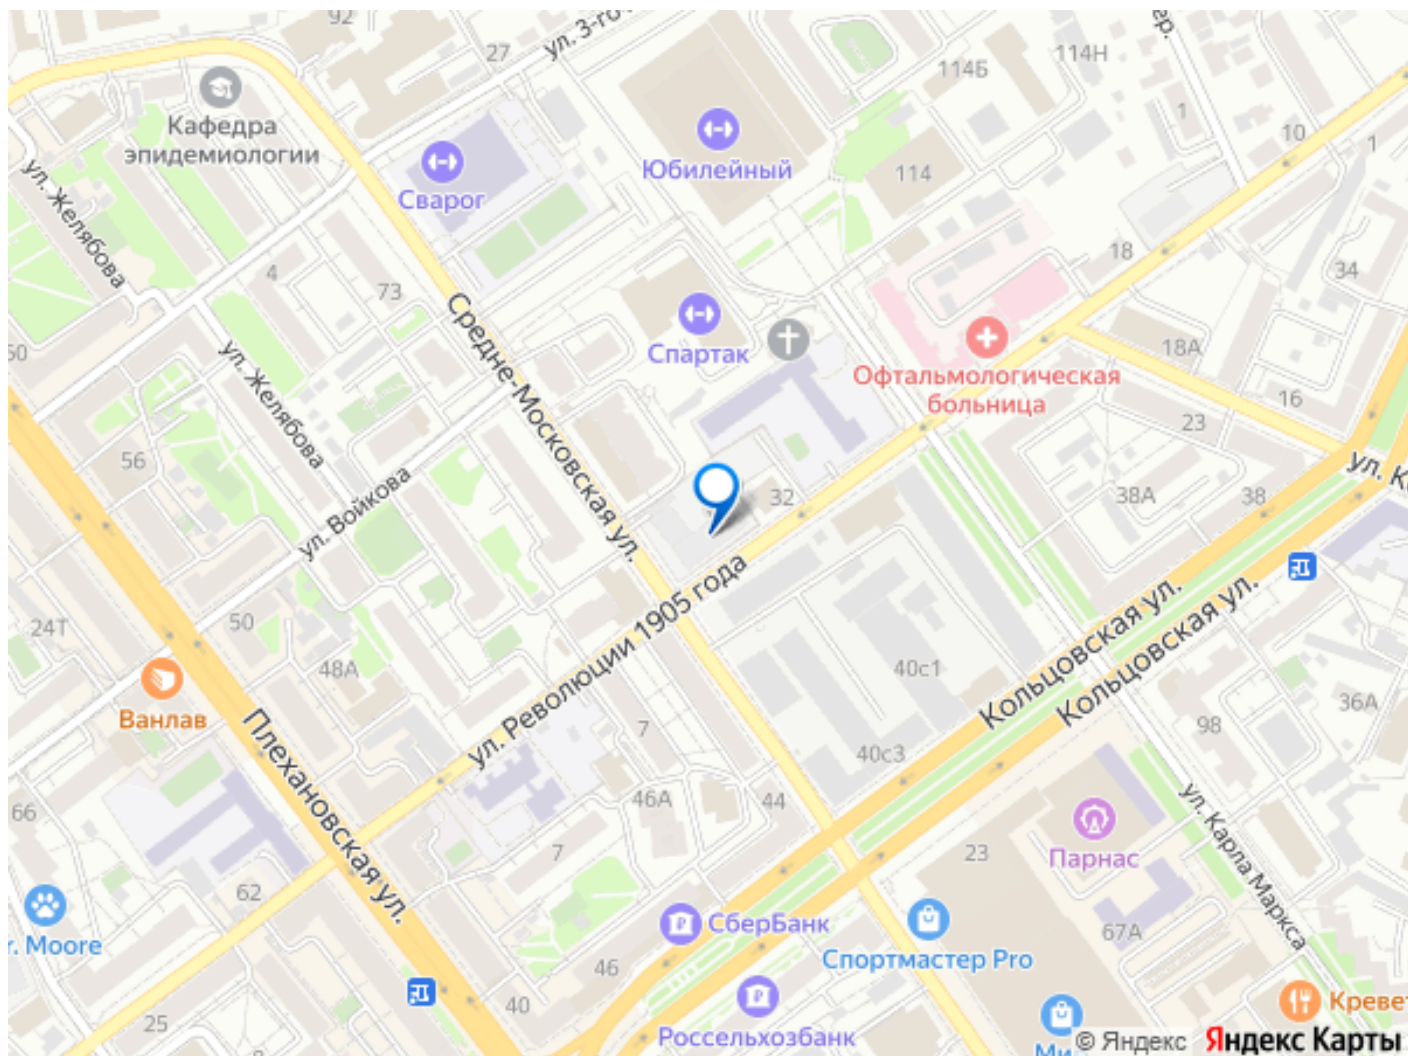 92
27
ул. 3-го
114Б
114Н
1
10
1
Кафедра
эпидемиологии
Юбилейный
Сварог
114
ул. Желябова
4
73
18
34
Спартак
Средне-Московская ул.
18А
Офтальмологическая
больница
16
23
ул. Желябова
56
ул. Войкова
32
38А
38
24Т
50
48А
ул. Революции 1905 года
Кольцовская ул.
Кольцовская ул.
40с1
36А
98
Ванлав
Плехановская ул.
7
40с3
46А
44
66
7
23
Парнас
ул. Карла Маркса
62
67А
r. Moore
СберБанк
Спортмастер Pro
46
40
25
Россельхозбанк
Кревет
© Яндекс
Яндекс Карты